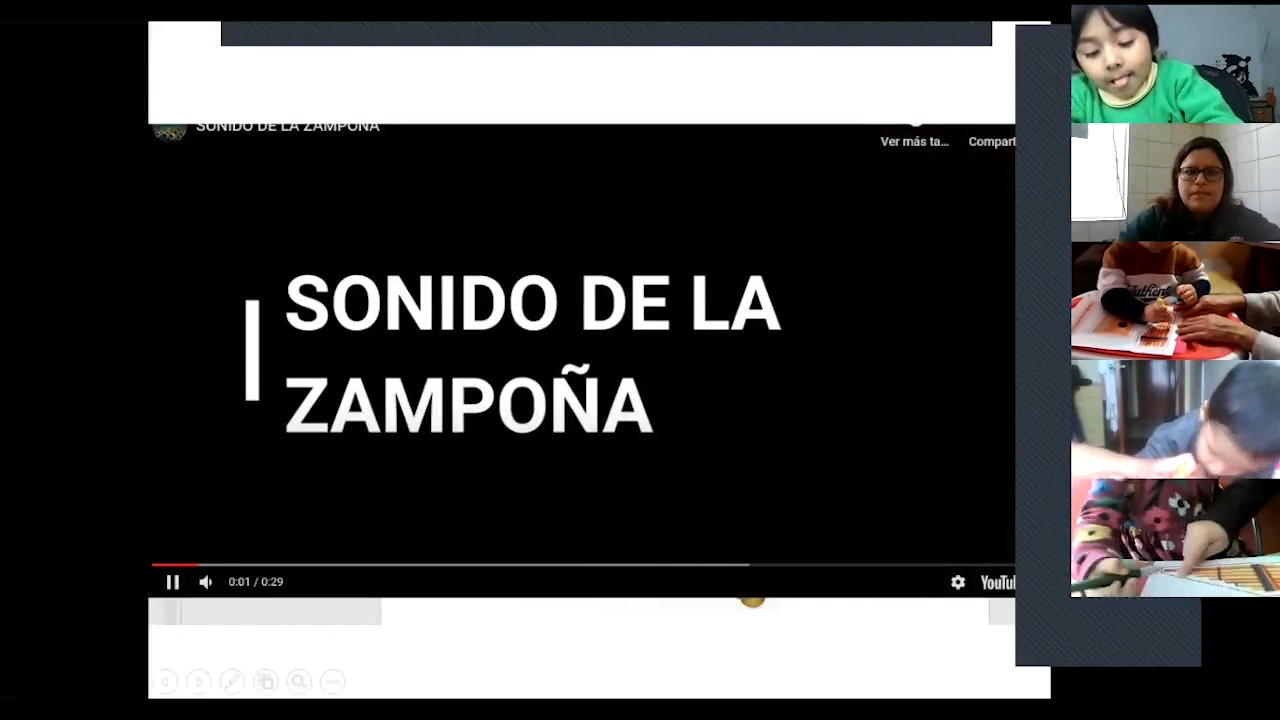 SONIDO DE LA ZAMPOÑA
Ver más ta...
Compart
SONIDO DE LA
ZAMPOÑA
0:01 / 0:29
YouTu